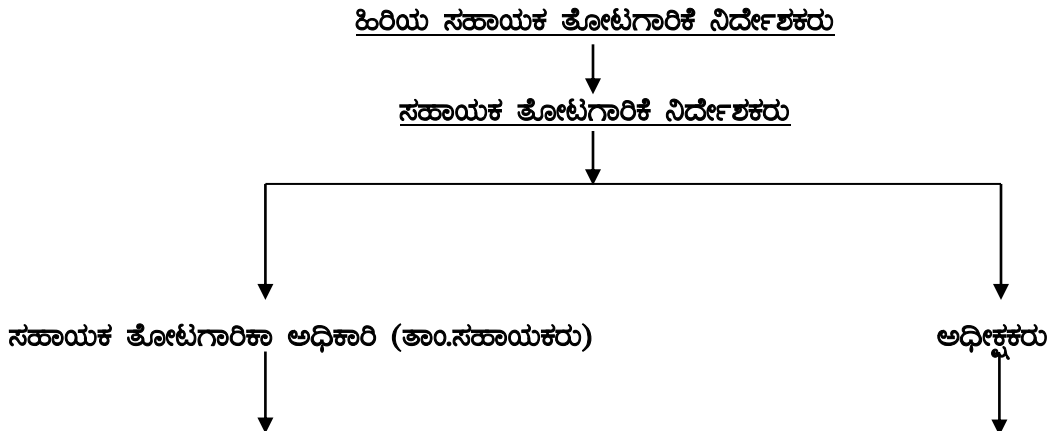 ಹಿರಿಯ ಸಹಾಯಕ ತೋಟಗಾರಿಕೆ ನಿರ್ದೇಶಕರು
ಸಹಾಯಕ ತೋಟಗಾರಿಕೆ ನಿರ್ದೇಶಕರು
ಸಹಾಯಕ ತೋಟಗಾರಿಕಾ ಅಧಿಕಾರಿ (ತಾಂ.ಸಹಾಯಕರು) ಅಧೀಕ್ಷಕರು